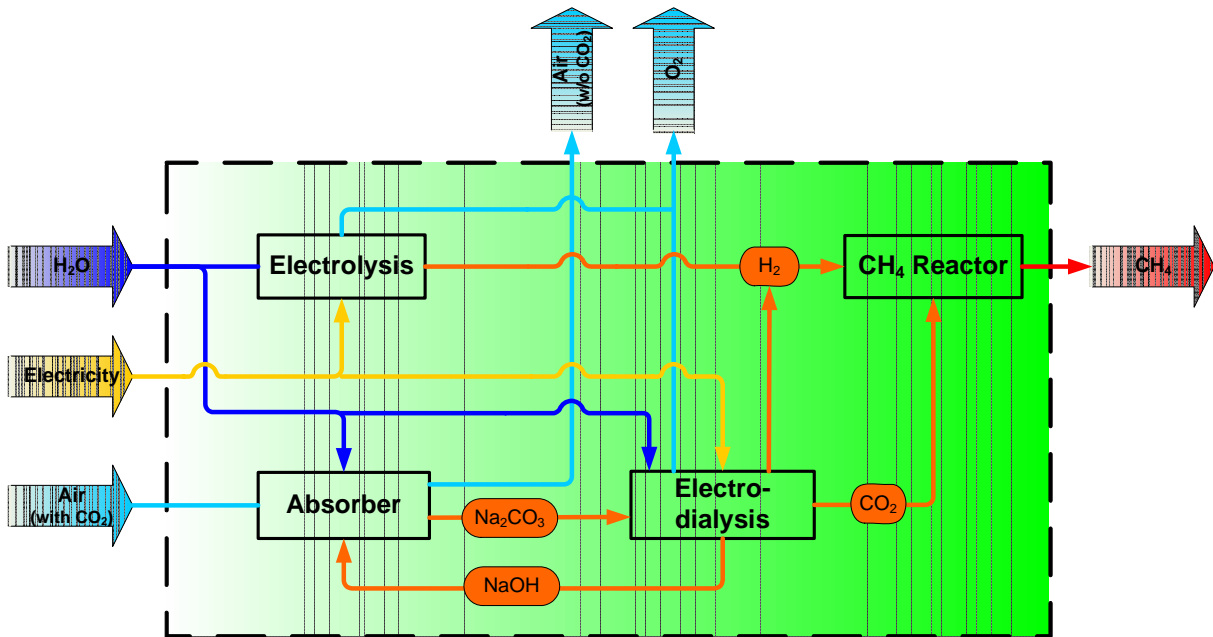 Air
(w/o CO₂)
O₂
H₂O
Electrolysis
H₂
CH₄ Reactor
CH₄
Electricity
Air
(with CO₂)
Absorber
Na₂CO₃
Electro-
dialysis
CO₂
NaOH